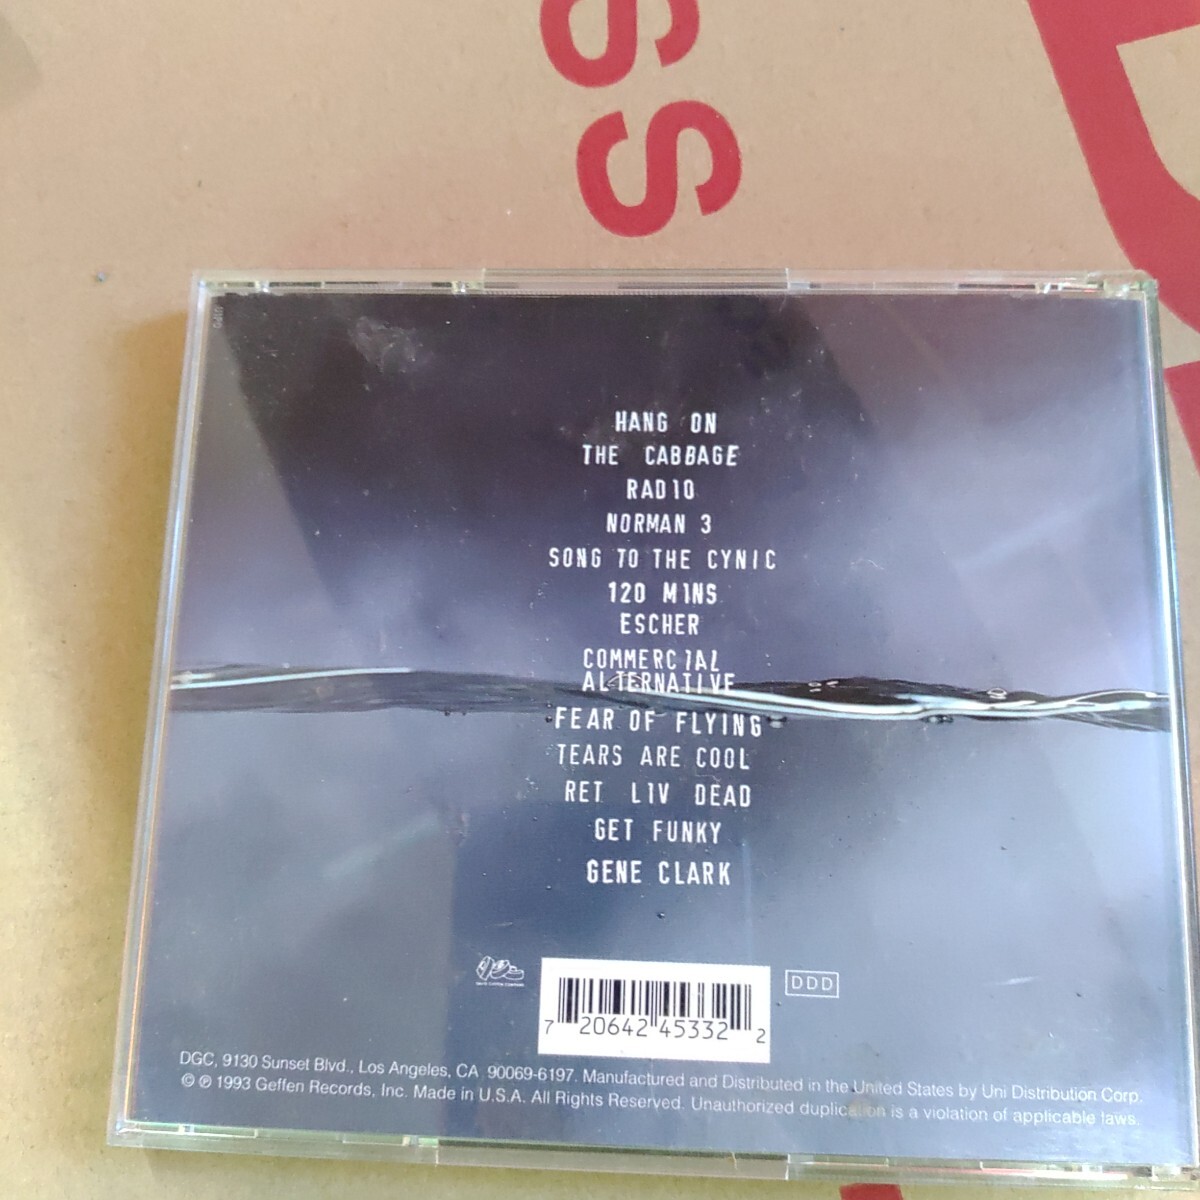 SS
HANG ON
THE CABBAGE
RADIO
NORMAN 3
SONG TO THE CYNIC
120 MINS
ESCHER
COMMERCIAL
ALTERNATIVE
FEAR OF FLYING
TEARS ARE COOL
RET LIV DEAD
GET FUNKY
GENE CLARK
DDD
7 20642 45332 2
DGC, 9130 Sunset Blvd., Los Angeles, CA 90069-6197. Manufactured and Distributed in the United States by Uni Distribution Corp.
© ℗ 1993 Geffen Records, Inc. Made in U.S.A. All Rights Reserved. Unauthorized duplication is a violation of applicable laws.